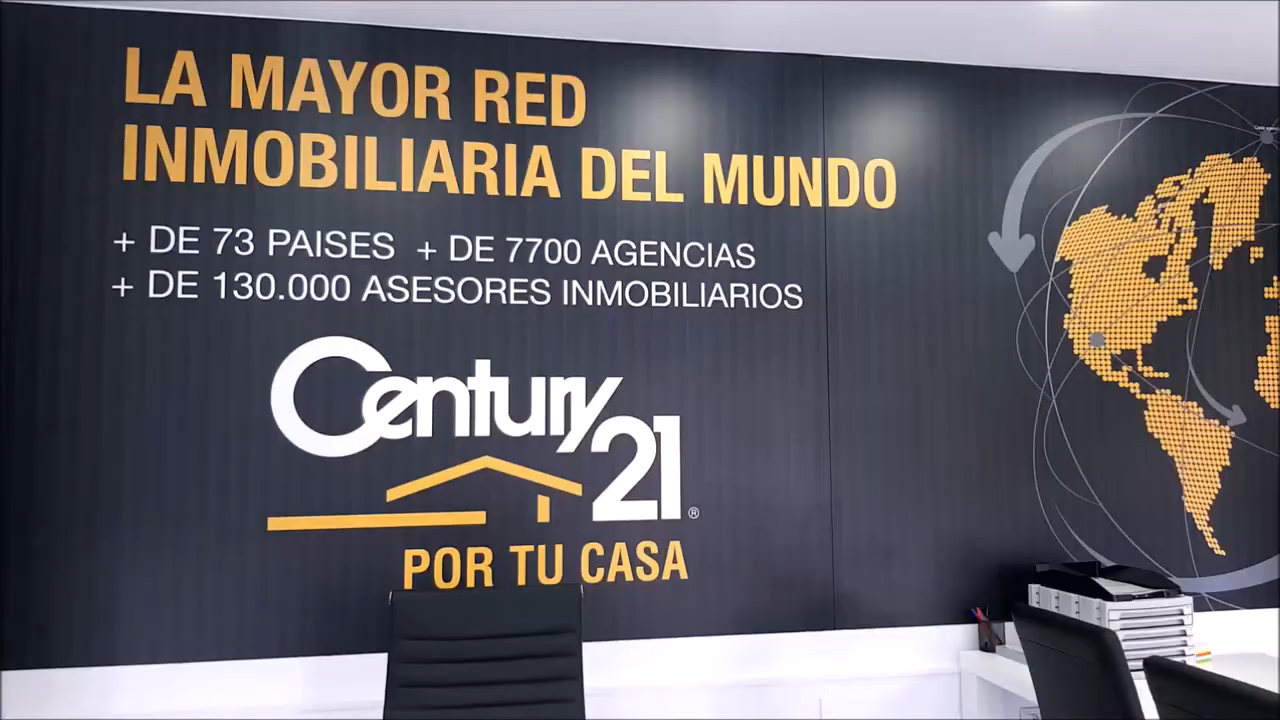 LA MAYOR RED
INMOBILIARIA DEL MUNDO
+ DE 73 PAISES + DE 7700 AGENCIAS
+ DE 130.000 ASESORES INMOBILIARIOS
Century
21®
POR TU CASA